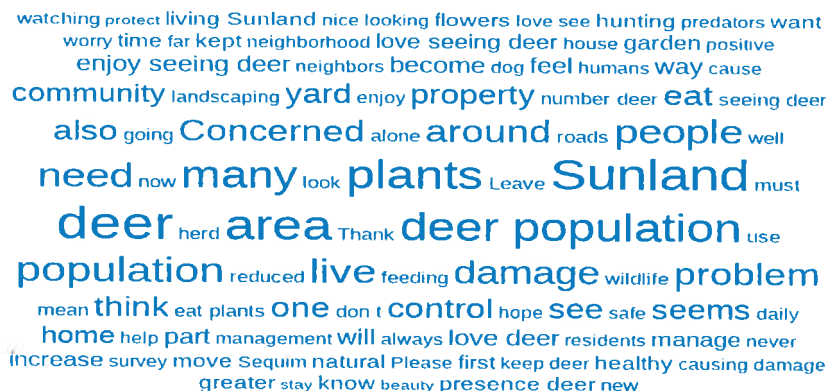 watching protect living Sunland nice looking flowers love see hunting predators want
worry time far kept neighborhood love seeing deer house garden positive
enjoy seeing deer neighbors become dog feel humans way cause
community landscaping yard enjoy property number deer eat seeing deer
also going Concerned alone around roads people well
need now many look plants Leave Sunland must
deer herd area Thank deer population use
population reduced live feeding damage wildlife problem
mean think eat plants one don t control hope see safe seems daily
home help part management will always love deer residents manage never
increase survey move Sequim natural Please first keep deer healthy causing damage
greater stay know beauty presence deer new